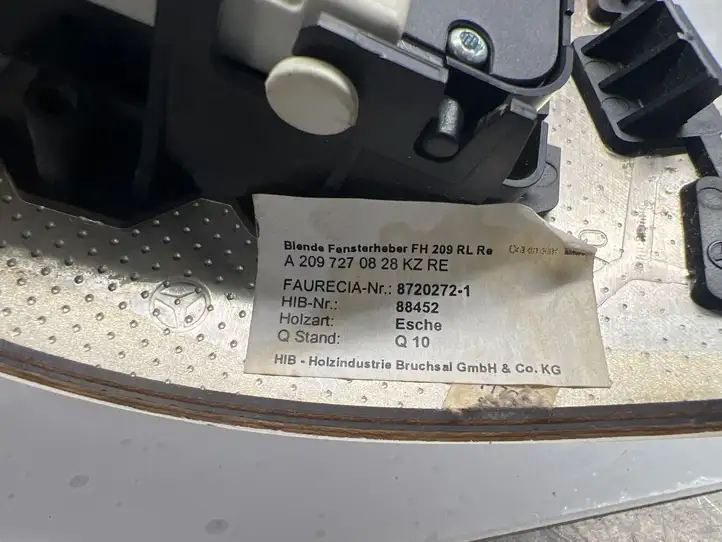 Blende Fensterheber FH 209 RL Re
A 209 727 08 28 KZ RE
FAURECIA-Nr.: 8720272-1
HIB-Nr.: 88452
Holzart: Esche
Q Stand: Q 10
HIB - Holzindustrie Bruchsal GmbH & Co. KG